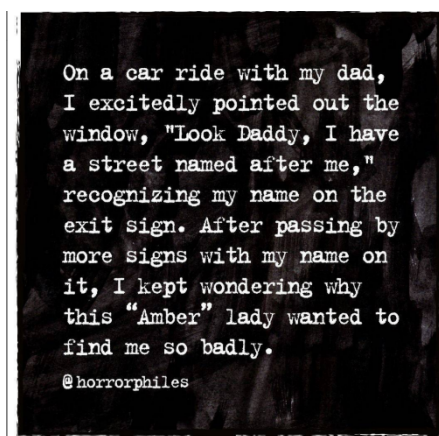 On a car ride with my dad,
I excitedly pointed out the
window, "Look Daddy, I have
a street named after me,"
recognizing my name on the
exit sign. After passing by
more signs with my name on
it, I kept wondering why
this “Amber” lady wanted to
find me so badly.
@horrorphiles